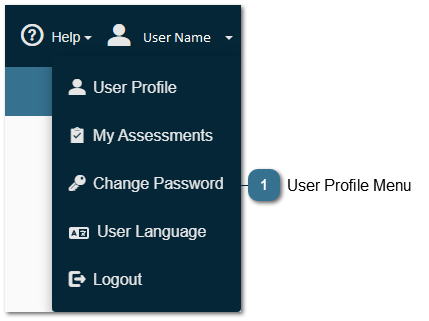 Help User Name
User Profile
My Assessments
Change Password
1 User Profile Menu
User Language
Logout